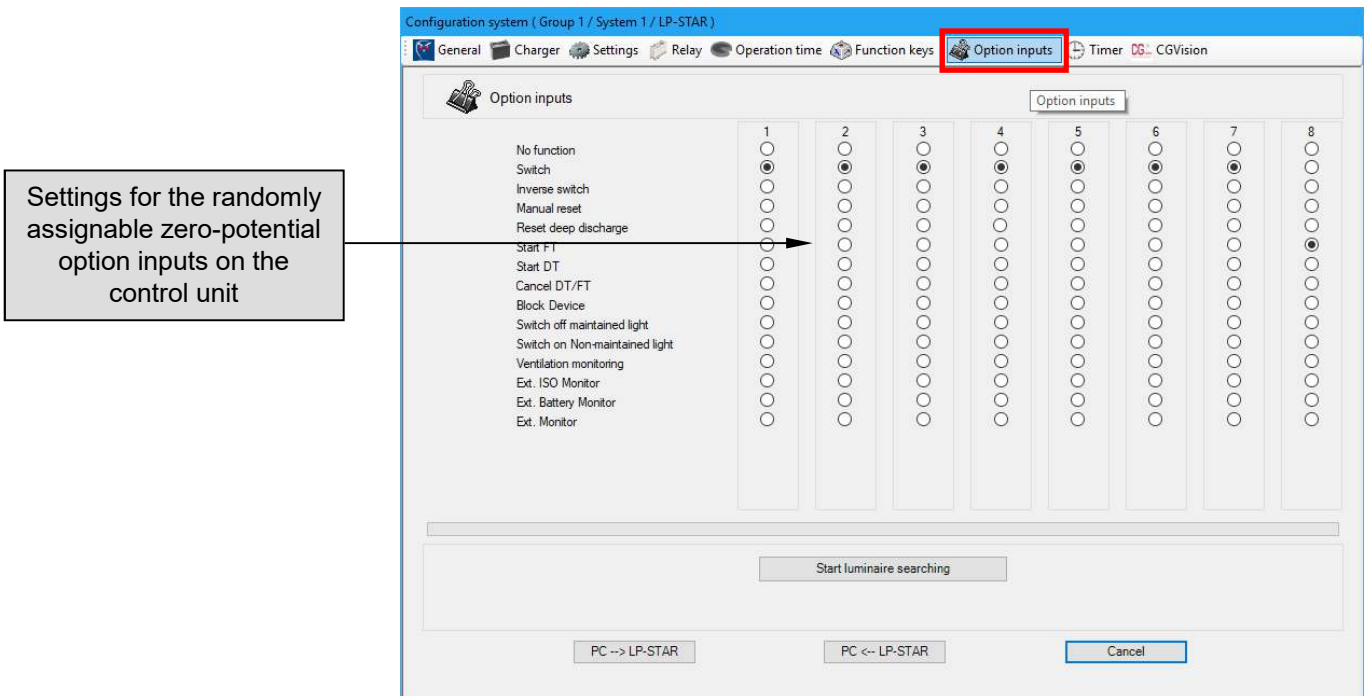 Configuration system ( Group 1 / System 1 / LP-STAR )
General Charger Settings Relay Operation time Function keys Option inputs Timer CG CGVision
Option inputs
Option inputs
1 2 3 4 5 6 7 8
No function
Switch
Inverse switch
Manual reset
Reset deep discharge
Start FT
Start DT
Cancel DT/FT
Block Device
Switch off maintained light
Switch on Non-maintained light
Ventilation monitoring
Ext. ISO Monitor
Ext. Battery Monitor
Ext. Monitor
Settings for the randomly
assignable zero-potential
option inputs on the
control unit
Start luminaire searching
PC --> LP-STAR PC <-- LP-STAR Cancel